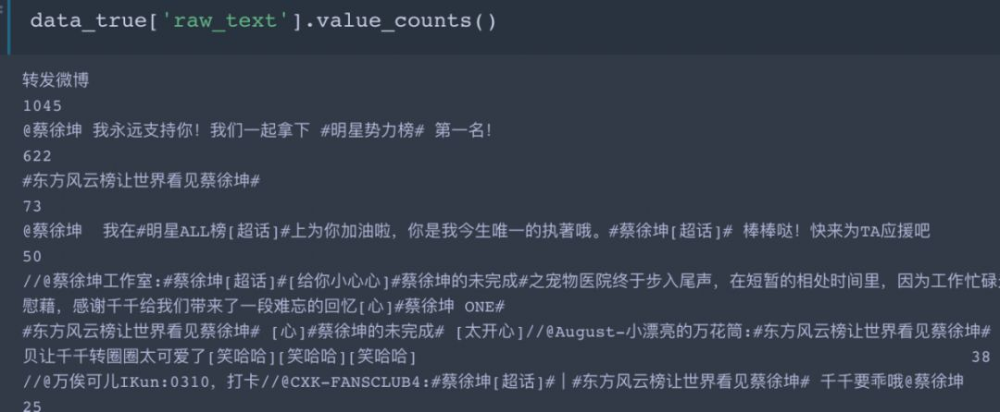 data_true['raw_text'].value_counts()
转发微博
1045
@蔡徐坤 我永远支持你！我们一起拿下 #明星势力榜# 第一名！
622
#东方风云榜让世界看见蔡徐坤#
73
@蔡徐坤  我在#明星ALL榜[超话]#上为你加油啦，你是我今生唯一的执著哦。#蔡徐坤[超话]# 棒棒哒！快来为TA应援吧
50
//@蔡徐坤工作室:#蔡徐坤[超话]#[给你小心心]#蔡徐坤的未完成#之宠物医院终于步入尾声，在短暂的相处时间里，因为工作忙碌
慰藉，感谢千千给我们带来了一段难忘的回忆[心]#蔡徐坤 ONE#
#东方风云榜让世界看见蔡徐坤# [心]#蔡徐坤的未完成# [太开心]//@August-小漂亮的万花筒:#东方风云榜让世界看见蔡徐坤#
贝让千千转圈圈太可爱了[笑哈哈][笑哈哈][笑哈哈] 38
//@万俟可儿IKun:0310，打卡//@CXK-FANSCLUB4:#蔡徐坤[超话]#｜#东方风云榜让世界看见蔡徐坤# 千千要乖哦@蔡徐坤
25